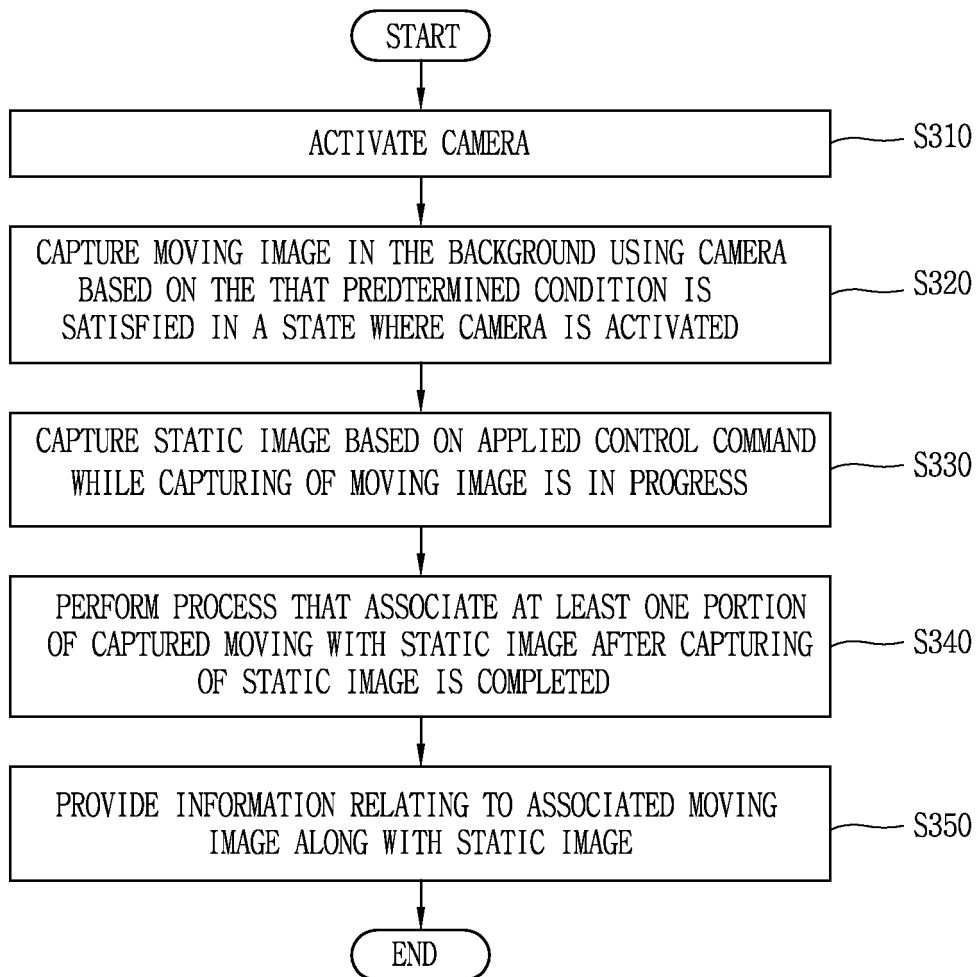 START
ACTIVATE CAMERA
S310
CAPTURE MOVING IMAGE IN THE BACKGROUND USING CAMERA
BASED ON THE THAT PREDTERMINED CONDITION IS
SATISFIED IN A STATE WHERE CAMERA IS ACTIVATED
S320
CAPTURE STATIC IMAGE BASED ON APPLIED CONTROL COMMAND
WHILE CAPTURING OF MOVING IMAGE IS IN PROGRESS
S330
PERFORM PROCESS THAT ASSOCIATE AT LEAST ONE PORTION
OF CAPTURED MOVING WITH STATIC IMAGE AFTER CAPTURING
OF STATIC IMAGE IS COMPLETED
S340
PROVIDE INFORMATION RELATING TO ASSOCIATED MOVING
IMAGE ALONG WITH STATIC IMAGE
S350
END